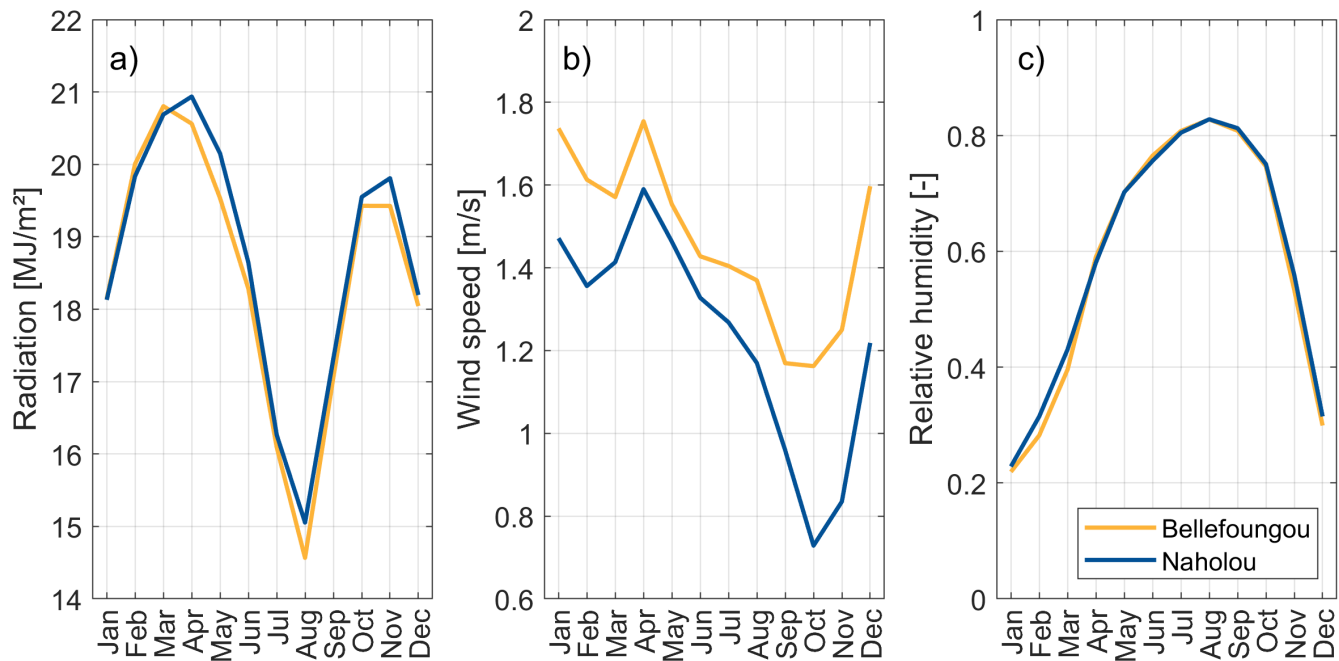 a)
Radiation [MJ/m²]
22
21
20
19
18
17
16
15
14
Jan Feb Mar Apr May Jun Jul Aug Sep Oct Nov Dec
b)
Wind speed [m/s]
2
1.8
1.6
1.4
1.2
1
0.8
0.6
Jan Feb Mar Apr May Jun Jul Aug Sep Oct Nov Dec
c)
Relative humidity [-]
1
0.8
0.6
0.4
0.2
0
Bellefoungou
Naholou
Jan Feb Mar Apr May Jun Jul Aug Sep Oct Nov Dec